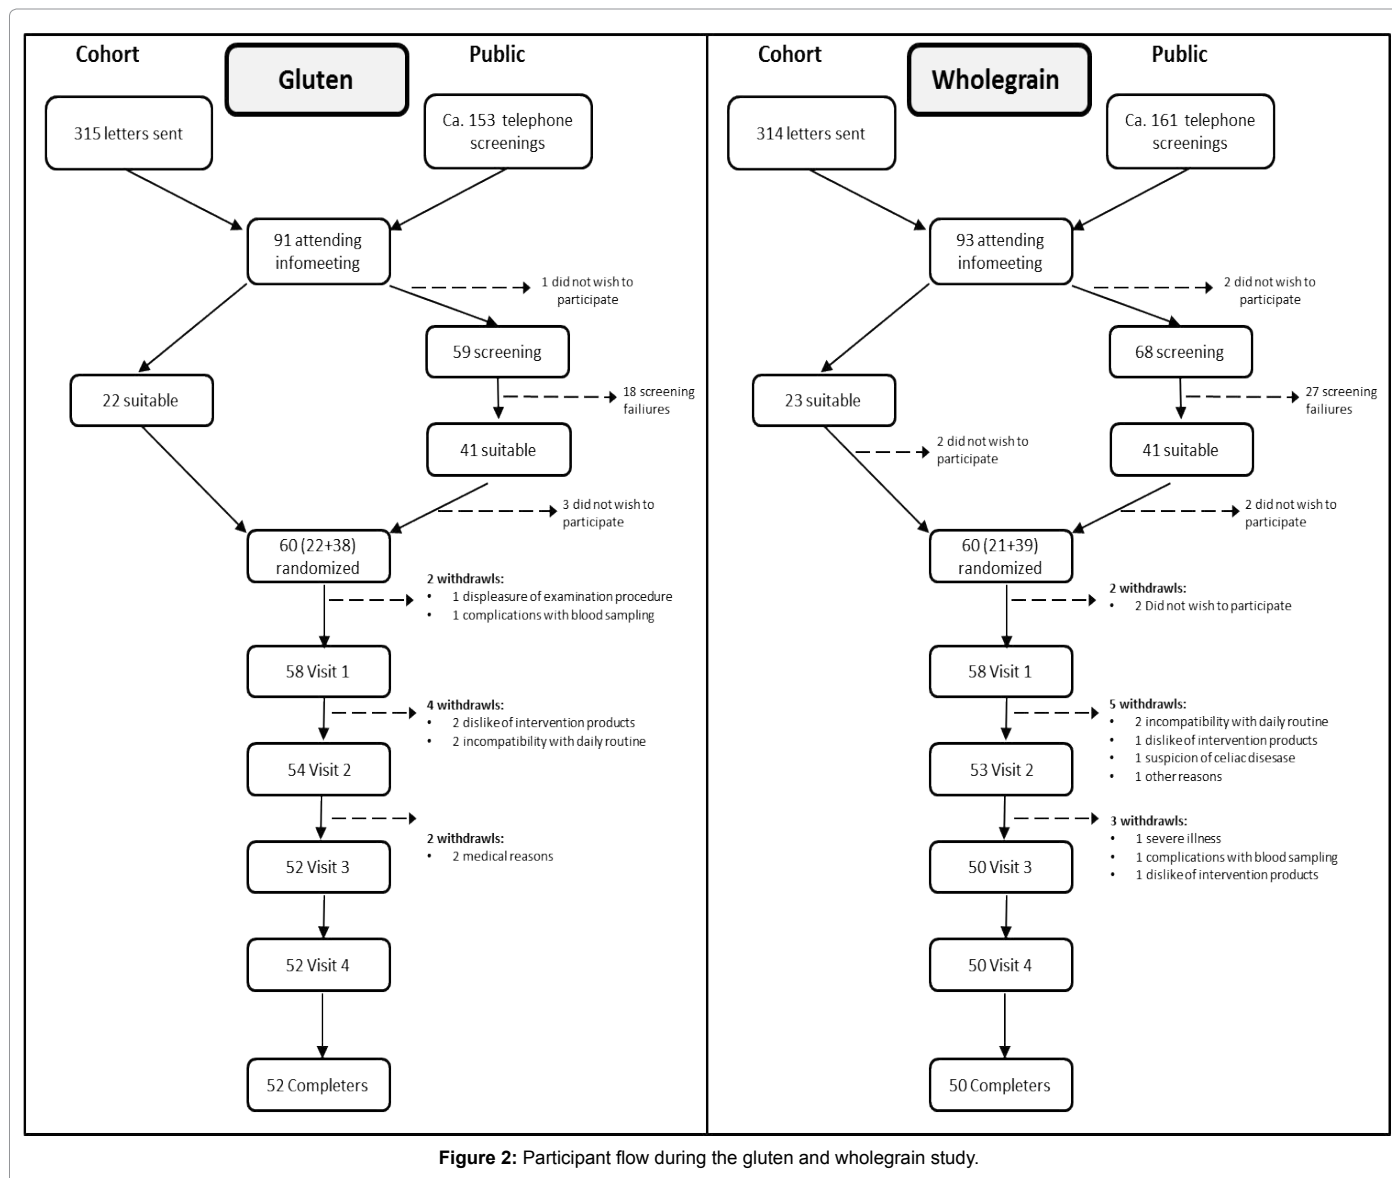 Cohort
Gluten
Public
315 letters sent
Ca. 153 telephone
screenings
91 attending
infomeeting
1 did not wish to
participate
59 screening
18 screening
failiures
22 suitable
41 suitable
3 did not wish to
participate
60 (22+38)
randomized
2 withdrawls:
• 1 displeasure of examination procedure
• 1 complications with blood sampling
58 Visit 1
4 withdrawls:
• 2 dislike of intervention products
• 2 incompatibility with daily routine
54 Visit 2
2 withdrawls:
• 2 medical reasons
52 Visit 3
52 Visit 4
52 Completers
Cohort
Wholegrain
Public
314 letters sent
Ca. 161 telephone
screenings
93 attending
infomeeting
2 did not wish to
participate
68 screening
27 screening
failiures
23 suitable
2 did not wish to
participate
41 suitable
2 did not wish to
participate
60 (21+39)
randomized
2 withdrawls:
• 2 Did not wish to participate
58 Visit 1
5 withdrawls:
• 2 incompatibility with daily routine
• 1 dislike of intervention products
• 1 suspicion of celiac disesase
• 1 other reasons
53 Visit 2
3 withdrawls:
• 1 severe illness
• 1 complications with blood sampling
• 1 dislike of intervention products
50 Visit 3
50 Visit 4
50 Completers
Figure 2: Participant flow during the gluten and wholegrain study.